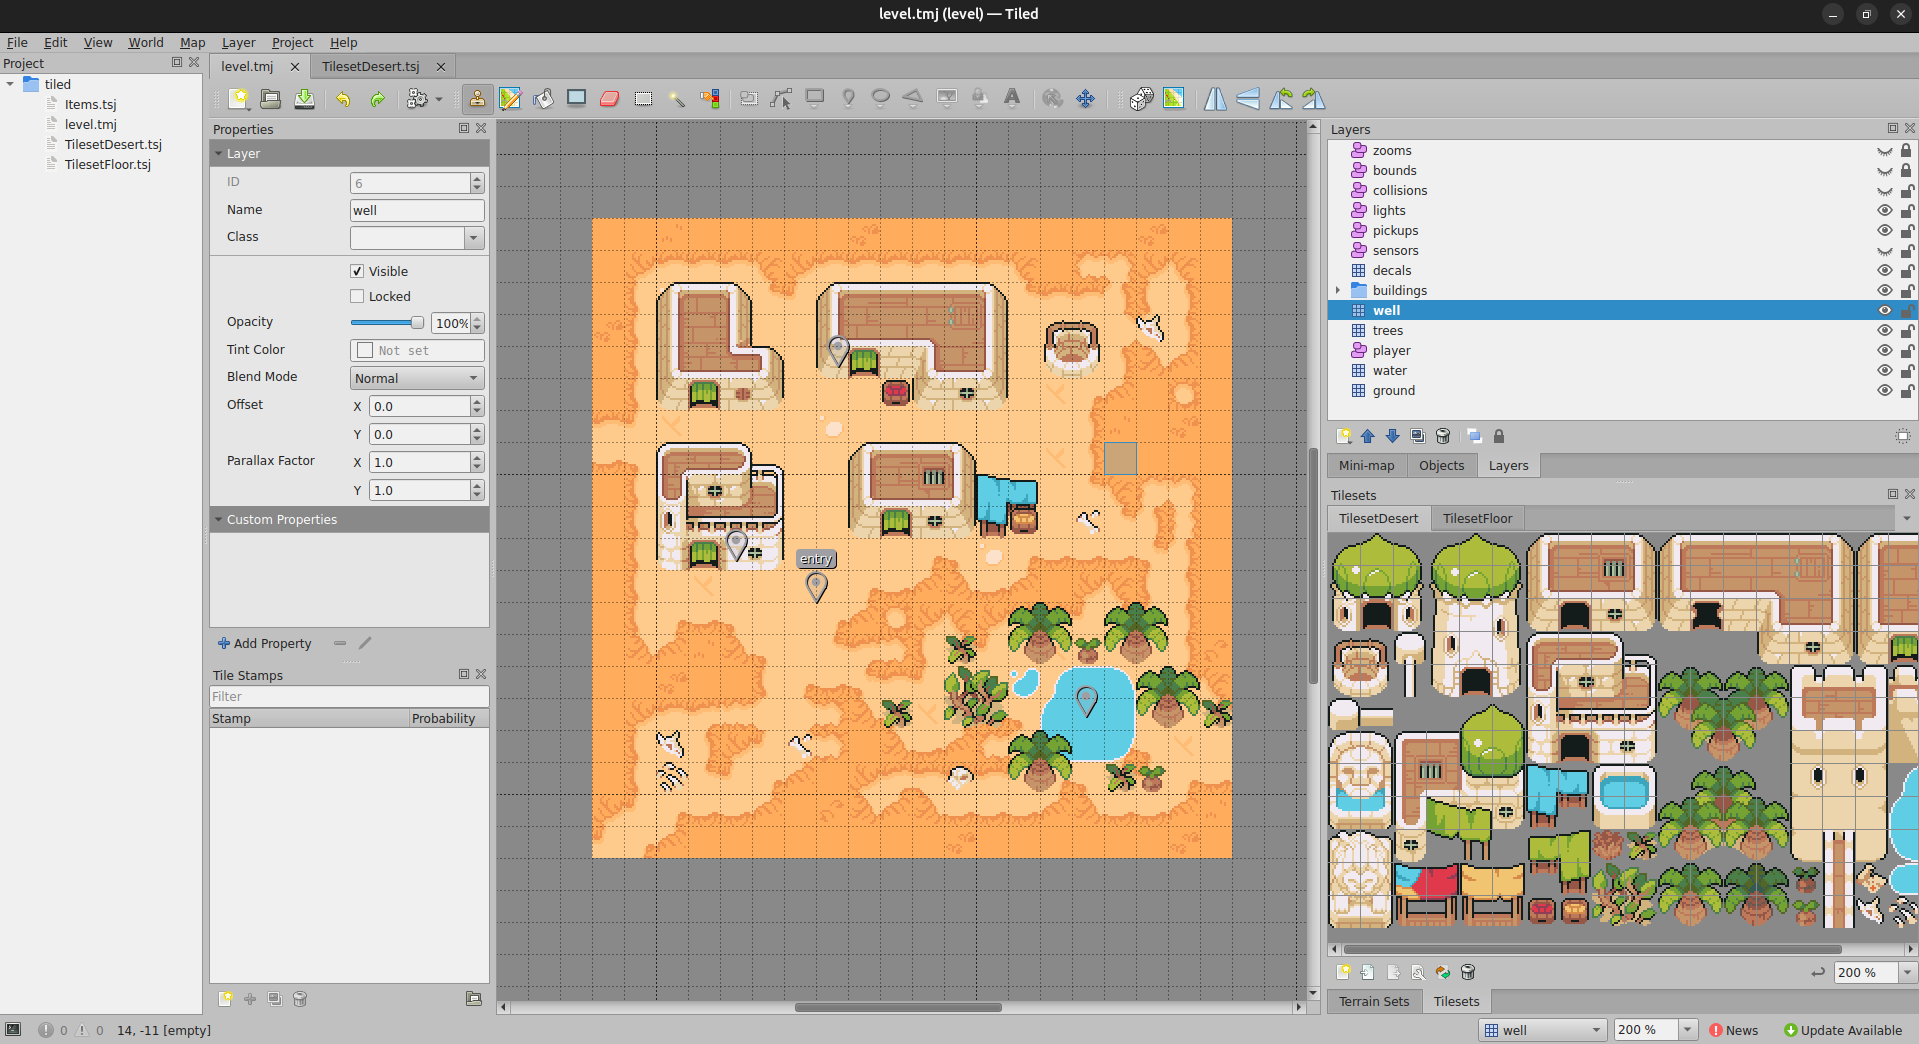 level.tmj (level) — Tiled
File Edit View World Map Layer Project Help
Project
tiled
Items.tsj
level.tmj
TilesetDesert.tsj
TilesetFloor.tsj
level.tmj TilesetDesert.tsj
Properties
Layer
ID 6
Name well
Class
Visible
Locked
Opacity 100%
Tint Color Not set
Blend Mode Normal
Offset X 0.0
Y 0.0
Parallax Factor X 1.0
Y 1.0
Custom Properties
Add Property
Tile Stamps
Filter
Stamp Probability
entry
Layers
zooms
bounds
collisions
lights
pickups
sensors
decals
buildings
well
trees
player
water
ground
Mini-map Objects Layers
Tilesets
TilesetDesert TilesetFloor
200 %
Terrain Sets Tilesets
0 0 14, -11 [empty]
well 200 % News Update Available